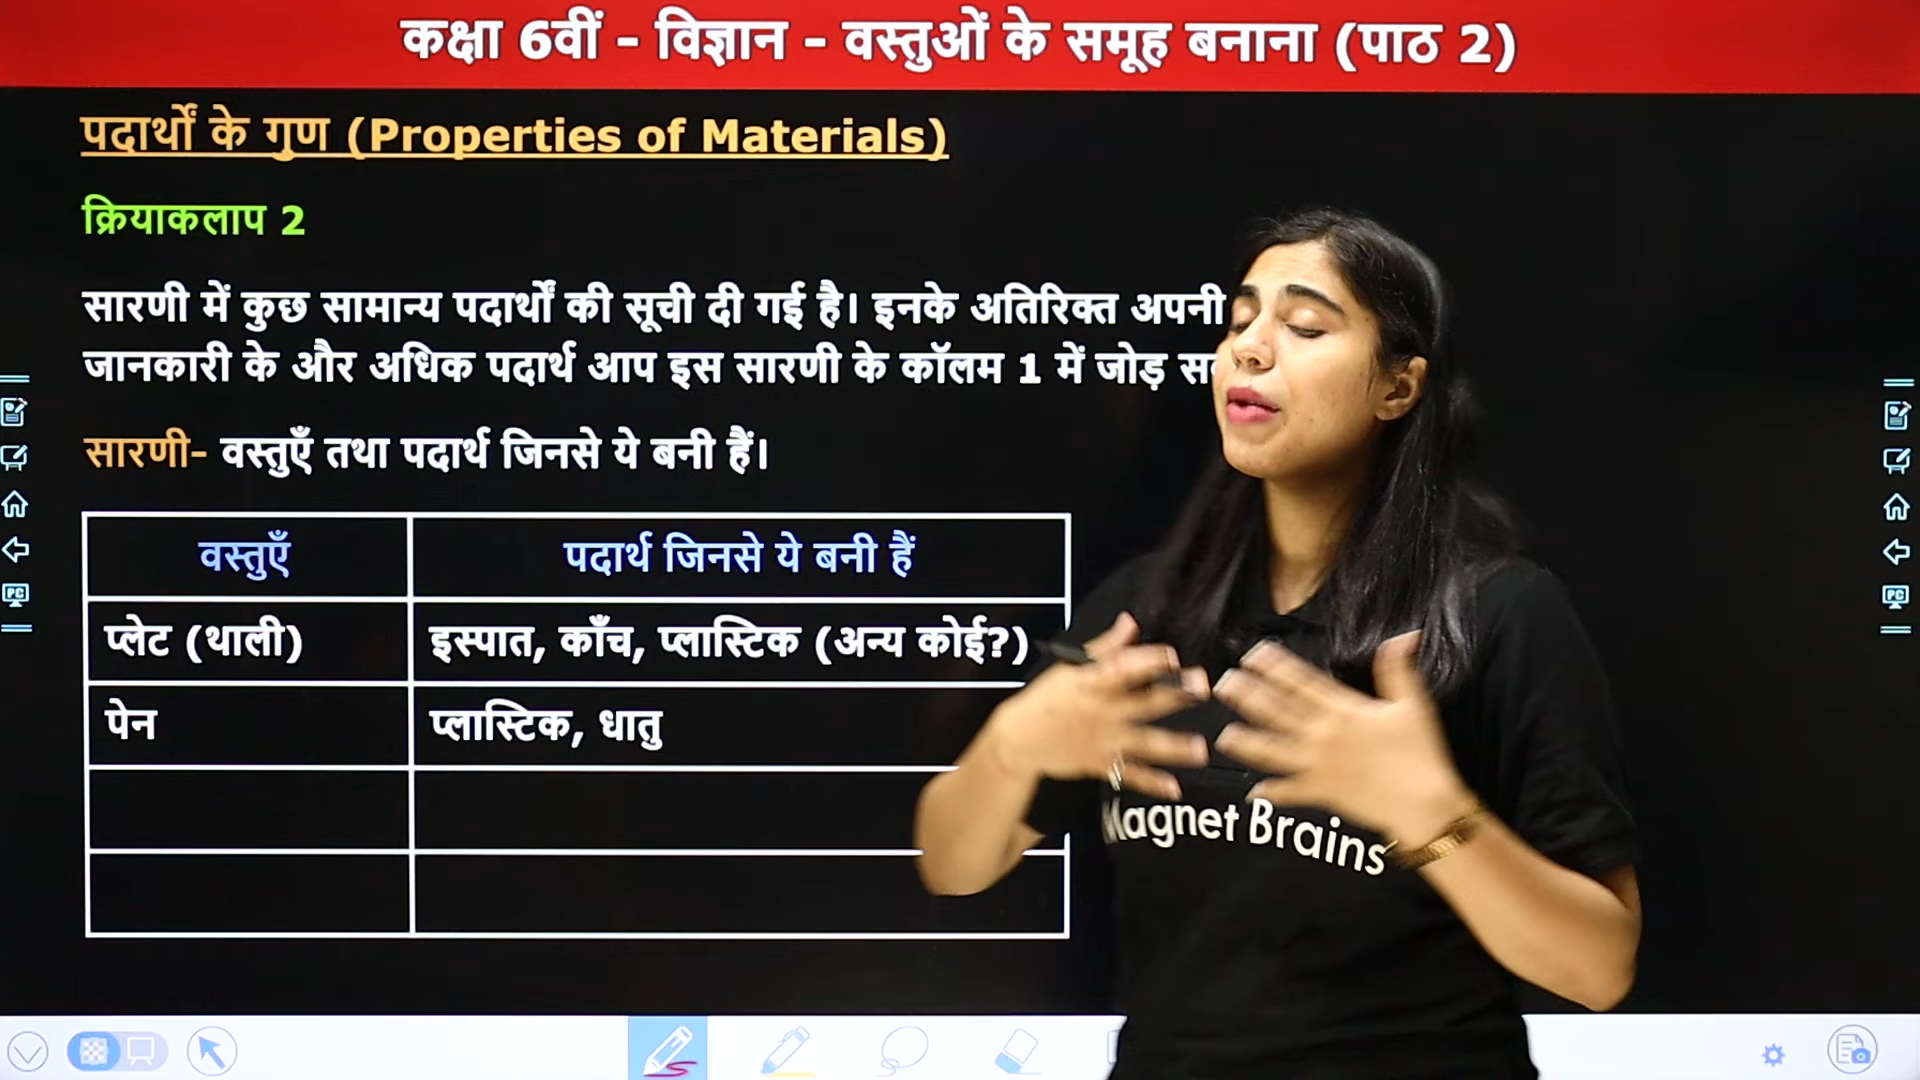 कक्षा 6वीं - विज्ञान - वस्तुओं के समूह बनाना (पाठ 2)
पदार्थों के गुण (Properties of Materials)
क्रियाकलाप 2
सारणी में कुछ सामान्य पदार्थों की सूची दी गई है। इनके अतिरिक्त अपनी
जानकारी के और अधिक पदार्थ आप इस सारणी के कॉलम 1 में जोड़
सारणी- वस्तुएँ तथा पदार्थ जिनसे ये बनी हैं।
वस्तुएँ पदार्थ जिनसे ये बनी हैं
प्लेट (थाली) इस्पात, काँच, प्लास्टिक (अन्य कोई?)
पेन प्लास्टिक, धातु
Magnet Brains
PC
PC